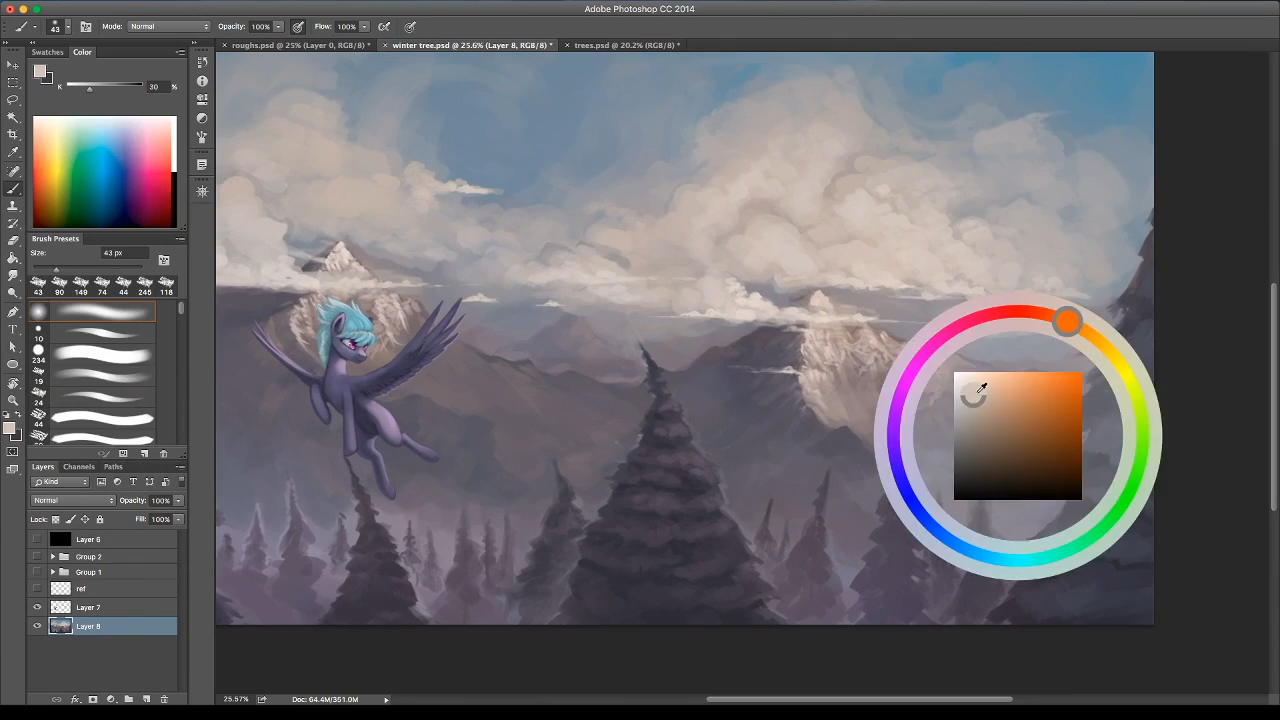 Adobe Photoshop CC 2014
43 Mode: Normal Opacity: 100% Flow: 100%
roughs.psd @ 25% (Layer 0, RGB/8) * winter tree.psd @ 25.6% (Layer 8, RGB/8) * trees.psd @ 20.2% (RGB/8) *
Swatches Color
K 30 %
Brush Presets
Size: 43 px
43 90 149 74 44 245 118
10
234
19
24
44
Layers Channels Paths
Kind
Normal Opacity: 100%
Lock: Fill: 100%
Layer 6
Group 2
Group 1
ref
Layer 7
Layer 8
25.57% Doc: 64.4M/351.0M